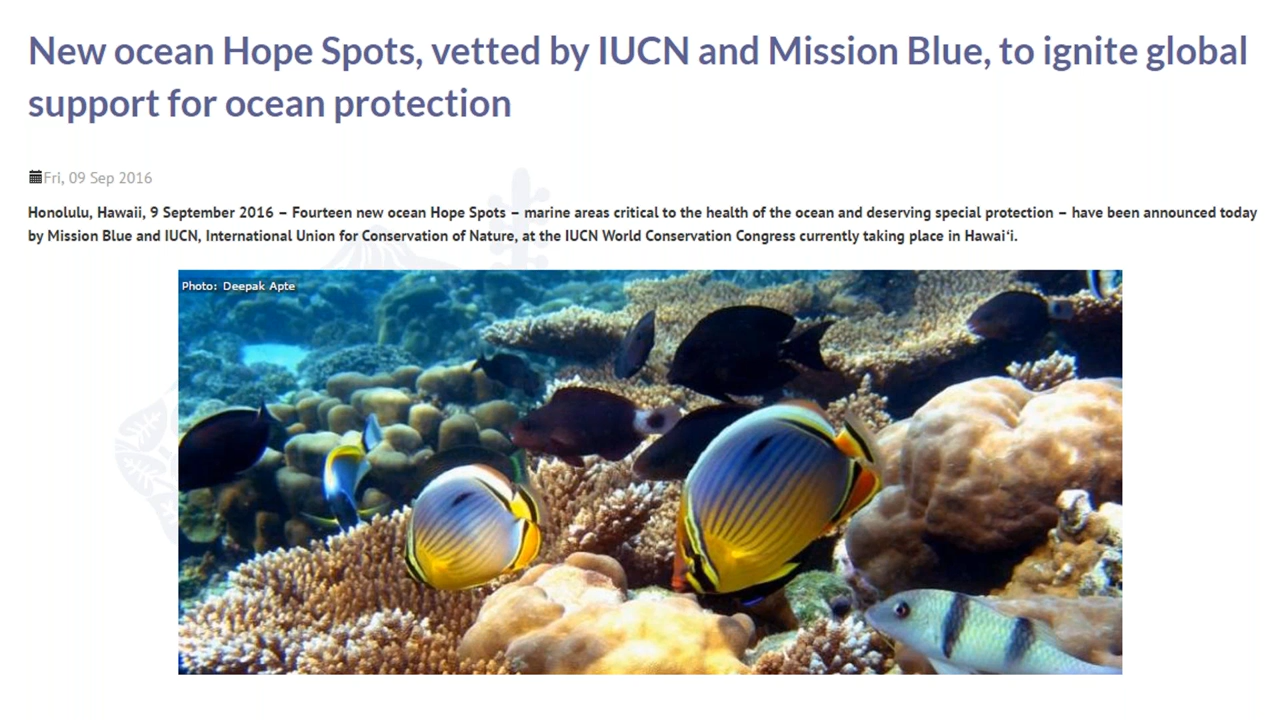 New ocean Hope Spots, vetted by IUCN and Mission Blue, to ignite global
support for ocean protection
Fri, 09 Sep 2016
Honolulu, Hawaii, 9 September 2016 – Fourteen new ocean Hope Spots – marine areas critical to the health of the ocean and deserving special protection – have been announced today
by Mission Blue and IUCN, International Union for Conservation of Nature, at the IUCN World Conservation Congress currently taking place in Hawaiʻi.
Photo: Deepak Apte